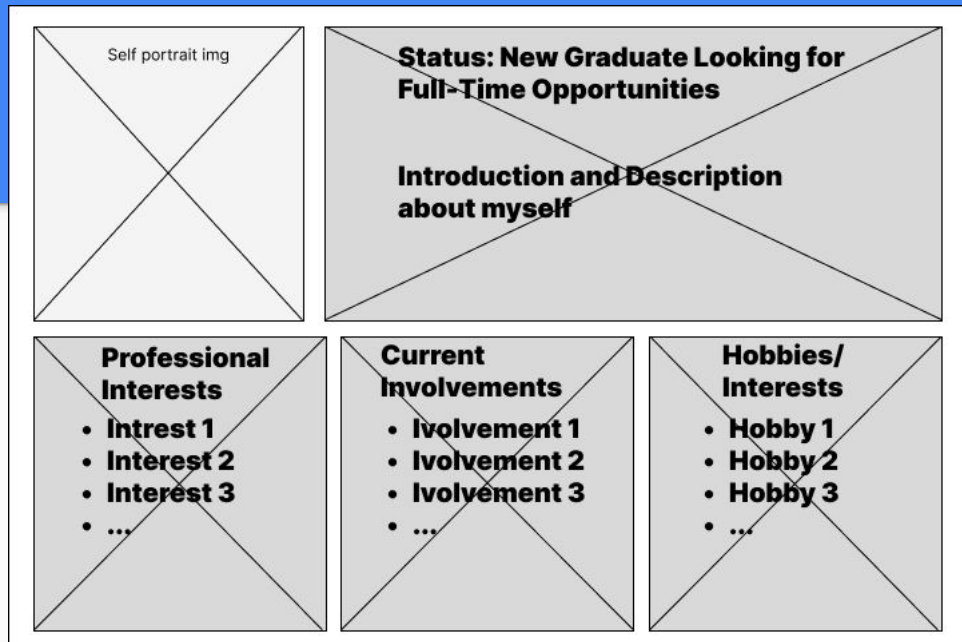 Self portrait img
Status: New Graduate Looking for
Full-Time Opportunities
Introduction and Description
about myself
Professional
Interests
• Intrest 1
• Interest 2
• Interest 3
• ...
Current
Involvements
• Ivolvement 1
• Ivolvement 2
• Ivolvement 3
• ...
Hobbies/
Interests
• Hobby 1
• Hobby 2
• Hobby 3
• ...